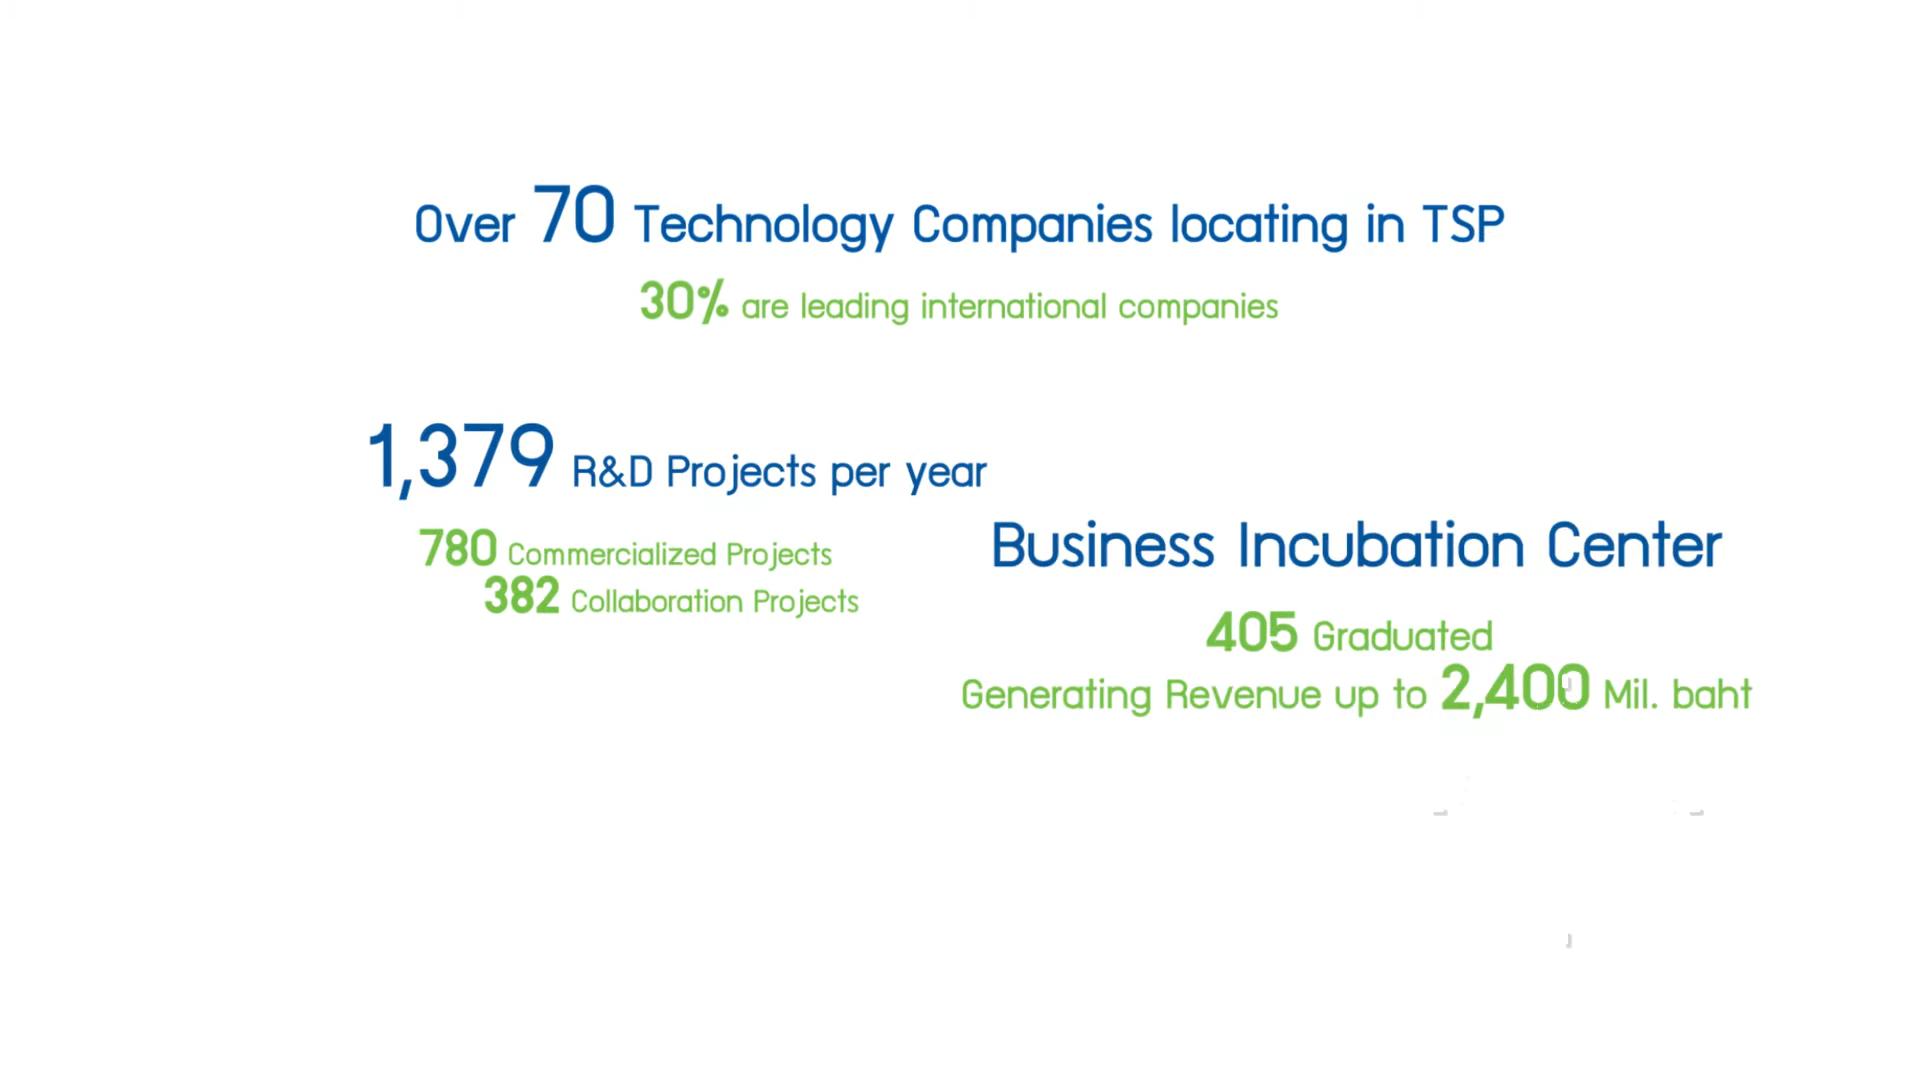 Over 70 Technology Companies locating in TSP
30% are leading international companies
1,379 R&D Projects per year
780 Commercialized Projects
382 Collaboration Projects
Business Incubation Center
405 Graduated
Generating Revenue up to 2,400 Mil. baht